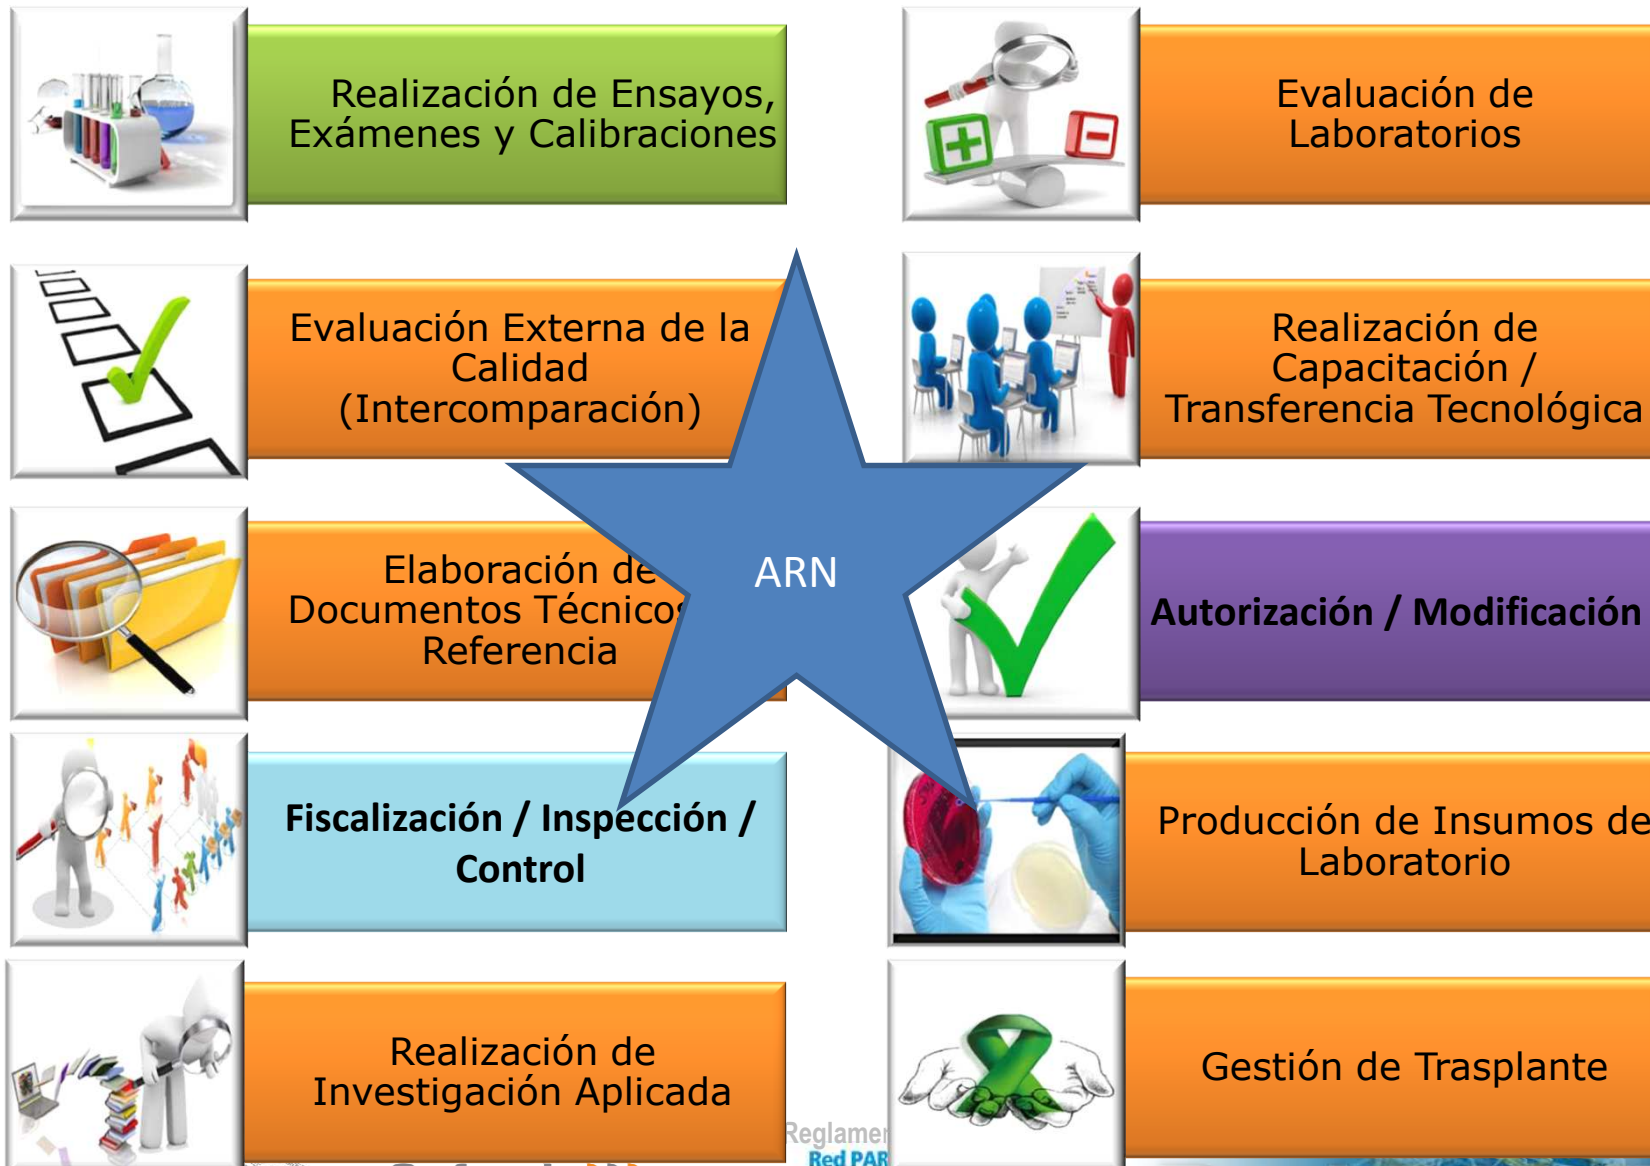 Realización de Ensayos,
Exámenes y Calibraciones
Evaluación de
Laboratorios
Evaluación Externa de la
Calidad
(Intercomparación)
Realización de
Capacitación /
Transferencia Tecnológica
Elaboración de
Documentos Técnicos
Referencia
ARN
Autorización / Modificación
Fiscalización / Inspección /
Control
Producción de Insumos de
Laboratorio
Realización de
Investigación Aplicada
Gestión de Trasplante
Red PAR